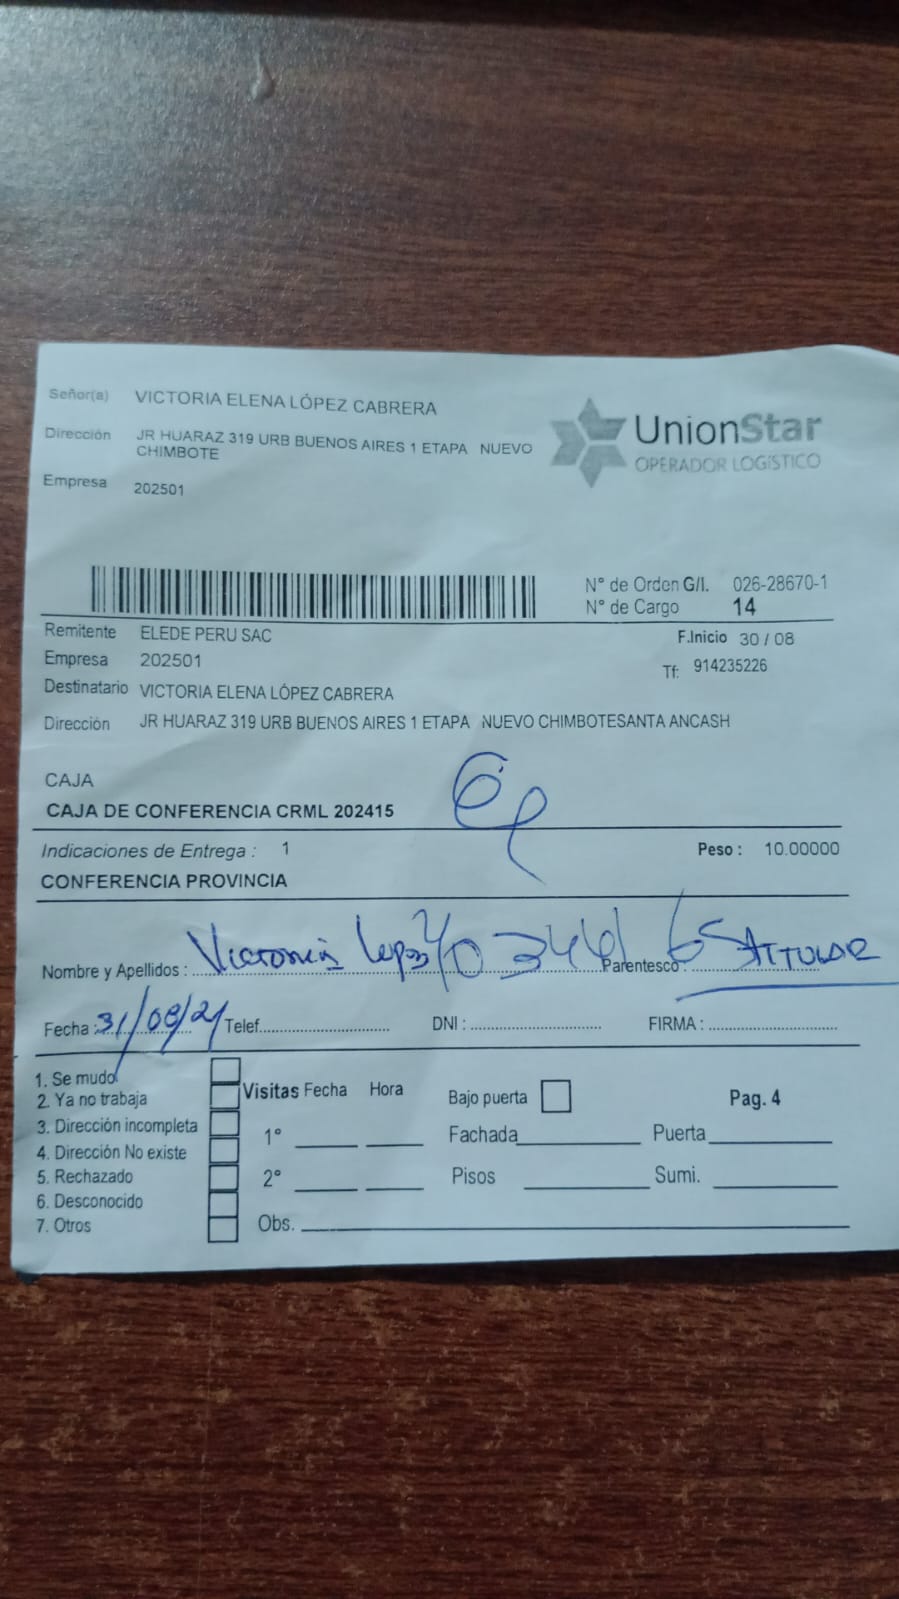 Señor(a) VICTORIA ELENA LÓPEZ CABRERA
Dirección JR HUARAZ 319 URB BUENOS AIRES 1 ETAPA NUEVO
CHIMBOTE
Empresa 202501
UnionStar
OPERADOR LOGÍSTICO
N° de Orden G/I. 026-28670-1
N° de Cargo 14
Remitente ELEDE PERU SAC
F.Inicio 30 / 08
Empresa 202501
Tf: 914235226
Destinatario VICTORIA ELENA LÓPEZ CABRERA
Dirección JR HUARAZ 319 URB BUENOS AIRES 1 ETAPA NUEVO CHIMBOTESANTA ANCASH
CAJA
CAJA DE CONFERENCIA CRML 202415
Indicaciones de Entrega : 1 Peso : 10.00000
CONFERENCIA PROVINCIA
Nombre y Apellidos : Victoria Parentesco : TITULAR
Fecha : 31/08/21 Telef. DNI : FIRMA :
1. Se mudo
2. Ya no trabaja
3. Dirección incompleta
4. Dirección No existe
5. Rechazado
6. Desconocido
7. Otros
Visitas Fecha Hora Bajo puerta Pag. 4
1° Fachada Puerta
2° Pisos Sumi.
Obs.